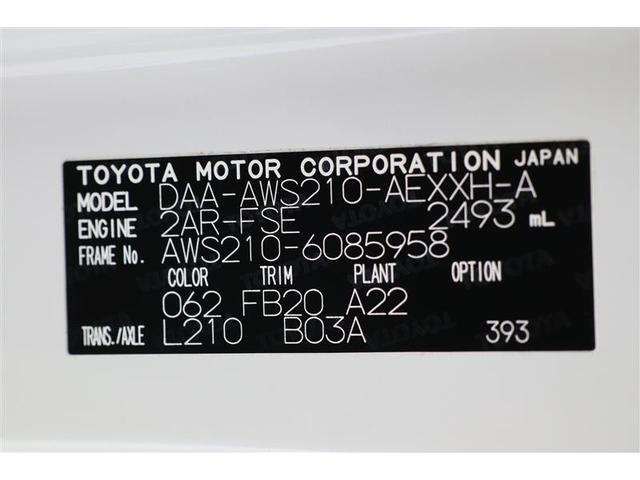 TOYOTA MOTOR CORPORATION JAPAN
MODEL DAA-AWS210-AEXXH-A
ENGINE 2AR-FSE 2493 mL
FRAME No. AWS210-6085958
COLOR TRIM PLANT OPTION
062 FB20 A22
TRANS./AXLE L210 B03A 393